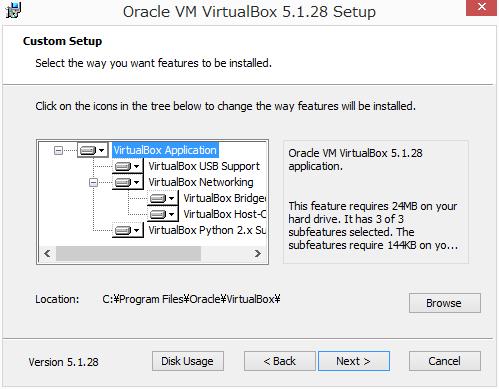 Oracle VM VirtualBox 5.1.28 Setup
Custom Setup
Select the way you want features to be installed.
Click on the icons in the tree below to change the way features will be installed.
VirtualBox Application
VirtualBox USB Support
VirtualBox Networking
VirtualBox Bridge
VirtualBox Host-O
VirtualBox Python 2.x Su
Oracle VM VirtualBox 5.1.28
application.
This feature requires 24MB on your
hard drive. It has 3 of 3
subfeatures selected. The
subfeatures require 144KB on yo...
Location: C:¥Program Files¥Oracle¥VirtualBox¥
Browse
Version 5.1.28
Disk Usage
< Back
Next >
Cancel